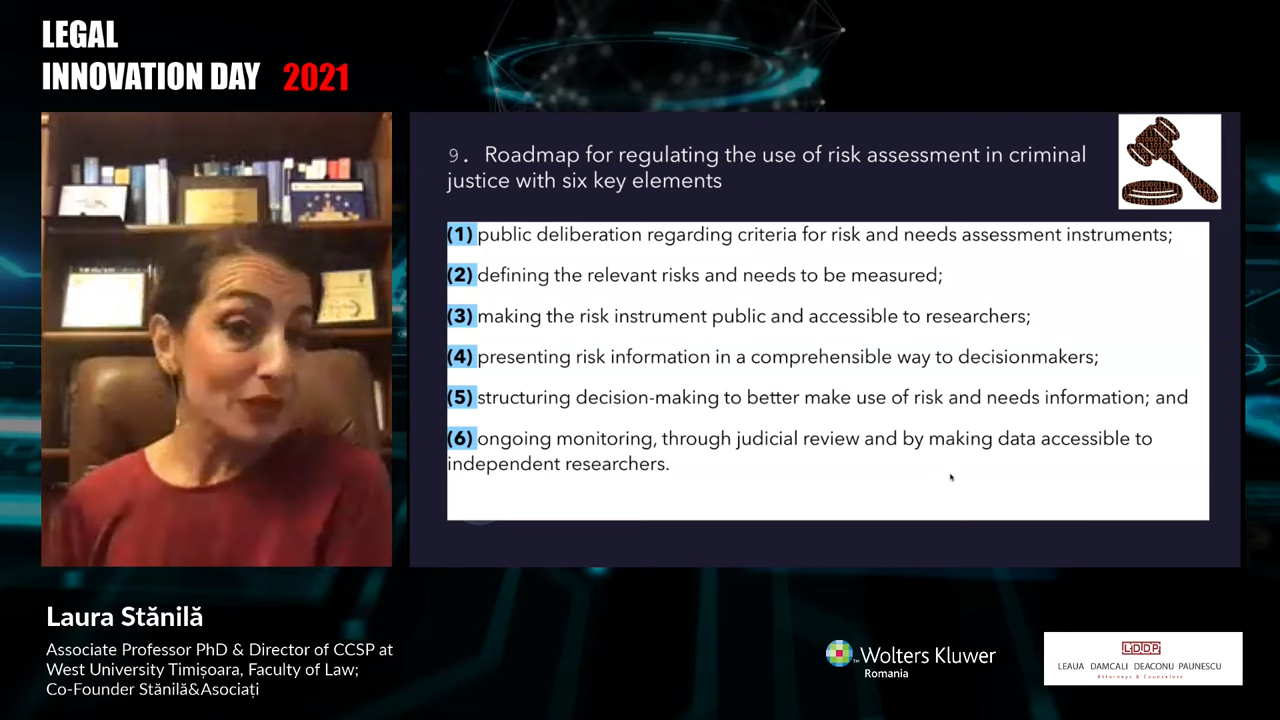 LEGAL
INNOVATION DAY 2021
9. Roadmap for regulating the use of risk assessment in criminal
justice with six key elements
(1) public deliberation regarding criteria for risk and needs assessment instruments;
(2) defining the relevant risks and needs to be measured;
(3) making the risk instrument public and accessible to researchers;
(4) presenting risk information in a comprehensible way to decisionmakers;
(5) structuring decision-making to better make use of risk and needs information; and
(6) ongoing monitoring, through judicial review and by making data accessible to
independent researchers.
Laura Stănilă
Associate Professor PhD & Director of CCSP at
West University Timișoara, Faculty of Law;
Co-Founder Stănilă&Asociați
Wolters Kluwer
Romania
LDDP
LEAUA DAMCALI DEACONU PAUNESCU
Attorneys & Counselors